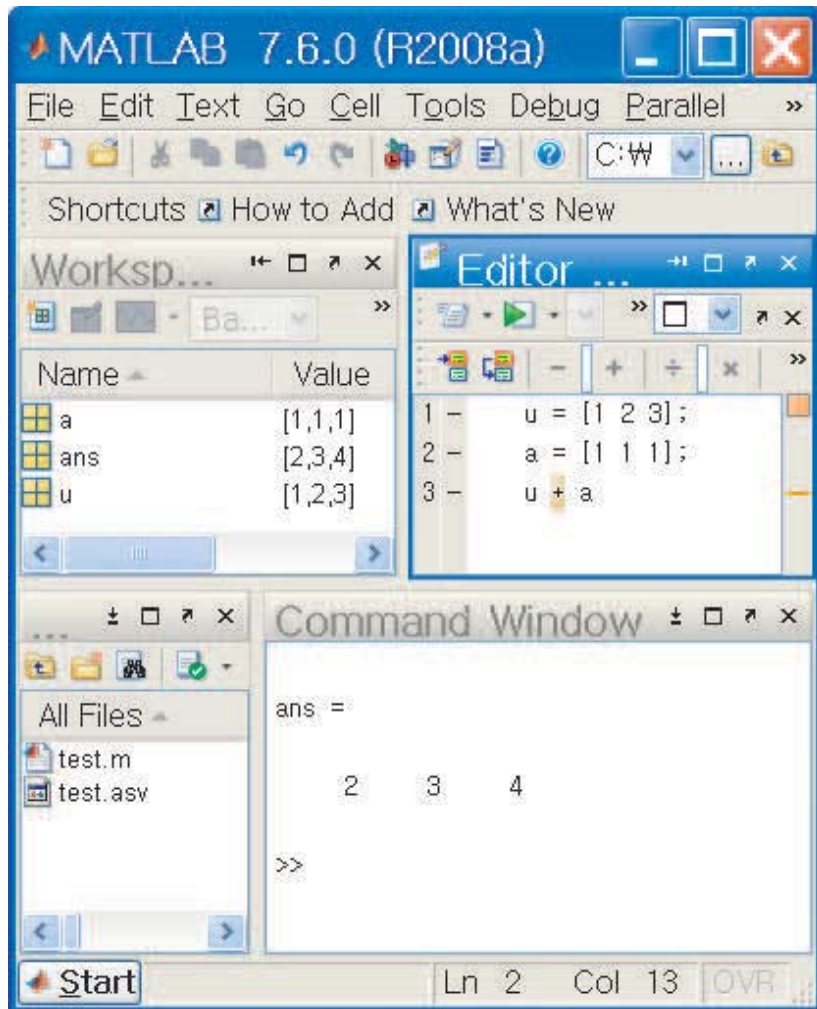 MATLAB 7.6.0 (R2008a)
File Edit Text Go Cell Tools Debug Parallel »
C:₩ ...
Shortcuts How to Add What's New
Worksp...
Ba... »
Name Value
a [1,1,1]
ans [2,3,4]
u [1,2,3]
Editor ...
»
− + ÷ × »
1 – u = [1 2 3];
2 – a = [1 1 1];
3 – u + a
...
All Files
test.m
test.asv
Command Window
ans =
2 3 4
>>
Start
Ln 2 Col 13 OVR